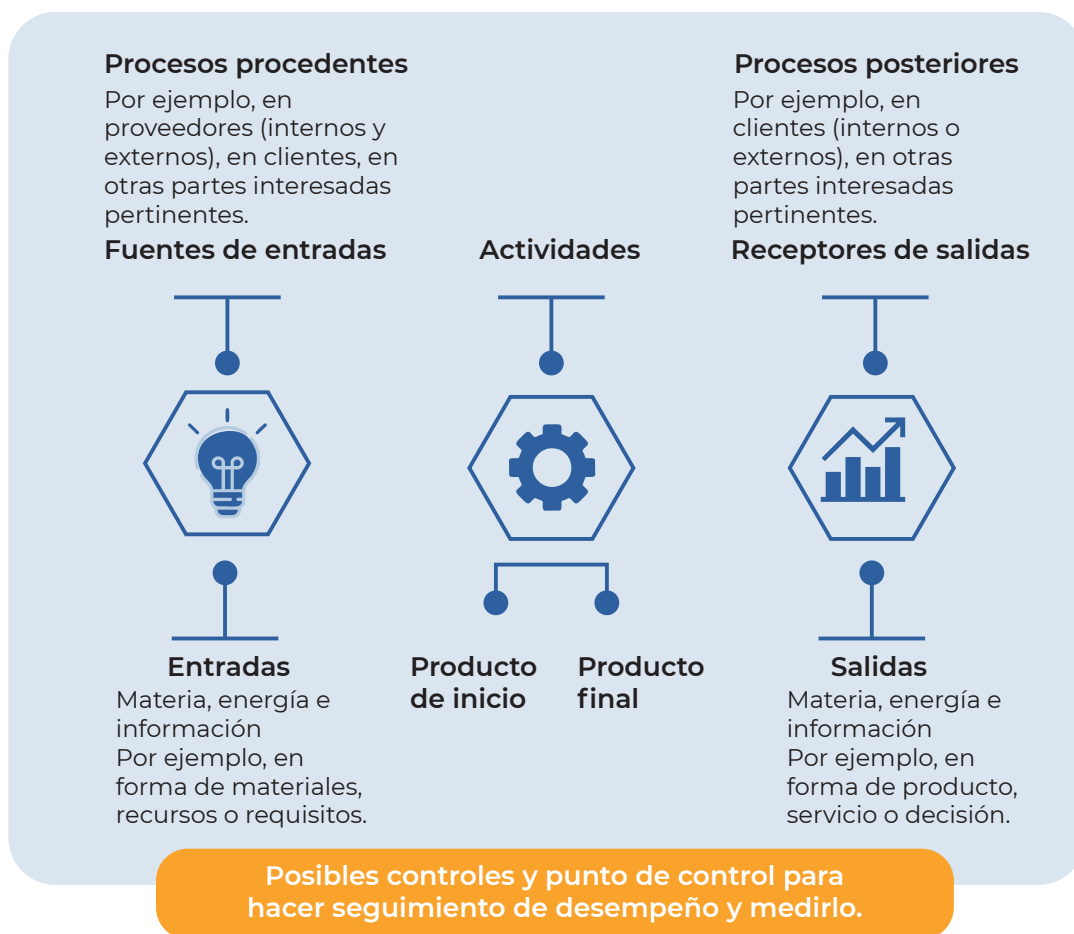 Procesos procedentes
Por ejemplo, en
proveedores (internos y
externos), en clientes, en
otras partes interesadas
pertinentes.
Fuentes de entradas
Actividades
Procesos posteriores
Por ejemplo, en
clientes (internos o
externos), en otras
partes interesadas
pertinentes.
Receptores de salidas
Entradas
Materia, energía e
información
Por ejemplo, en
forma de materiales,
recursos o requisitos.
Producto
de inicio
Producto
final
Salidas
Materia, energía e
información
Por ejemplo, en
forma de producto,
servicio o decisión.
Posibles controles y punto de control para
hacer seguimiento de desempeño y medirlo.